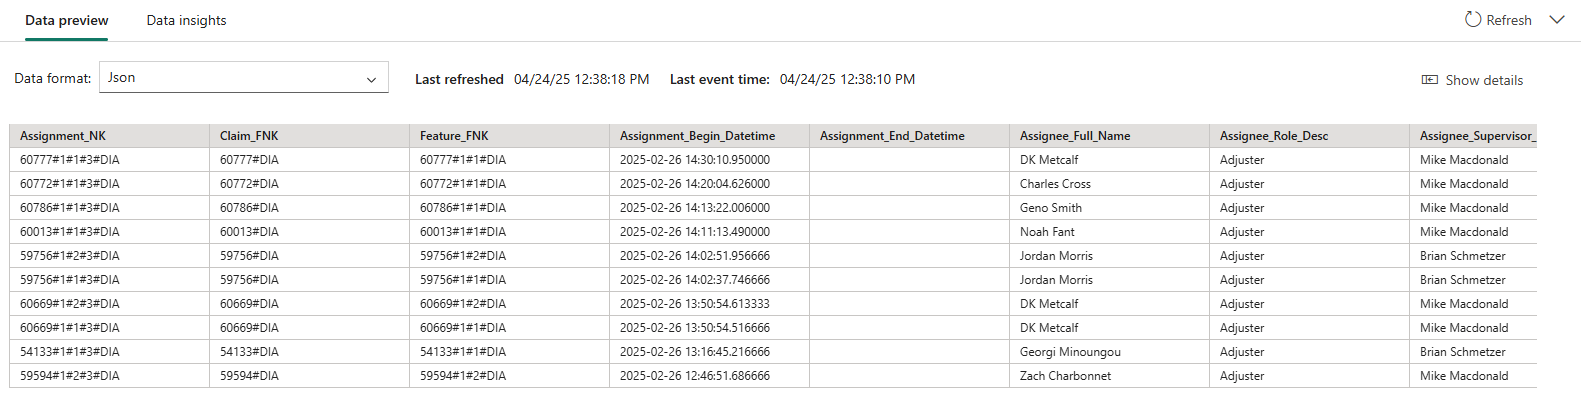 Data preview Data insights Refresh
Data format: Json Last refreshed 04/24/25 12:38:18 PM Last event time: 04/24/25 12:38:10 PM Show details
Assignment_NK Claim_FNK Feature_FNK Assignment_Begin_Datetime Assignment_End_Datetime Assignee_Full_Name Assignee_Role_Desc Assignee_Supervisor_
60777#1#1#3#DIA 60777#DIA 60777#1#1#DIA 2025-02-26 14:30:10.950000 DK Metcalf Adjuster Mike Macdonald
60772#1#1#3#DIA 60772#DIA 60772#1#1#DIA 2025-02-26 14:20:04.626000 Charles Cross Adjuster Mike Macdonald
60786#1#1#3#DIA 60786#DIA 60786#1#1#DIA 2025-02-26 14:13:22.006000 Geno Smith Adjuster Mike Macdonald
60013#1#1#3#DIA 60013#DIA 60013#1#1#DIA 2025-02-26 14:11:13.490000 Noah Fant Adjuster Mike Macdonald
59756#1#2#3#DIA 59756#DIA 59756#1#2#DIA 2025-02-26 14:02:51.956666 Jordan Morris Adjuster Brian Schmetzer
59756#1#1#3#DIA 59756#DIA 59756#1#1#DIA 2025-02-26 14:02:37.746666 Jordan Morris Adjuster Brian Schmetzer
60669#1#2#3#DIA 60669#DIA 60669#1#2#DIA 2025-02-26 13:50:54.613333 DK Metcalf Adjuster Mike Macdonald
60669#1#1#3#DIA 60669#DIA 60669#1#1#DIA 2025-02-26 13:50:54.516666 DK Metcalf Adjuster Mike Macdonald
54133#1#1#3#DIA 54133#DIA 54133#1#1#DIA 2025-02-26 13:16:45.216666 Georgi Minoungou Adjuster Brian Schmetzer
59594#1#2#3#DIA 59594#DIA 59594#1#2#DIA 2025-02-26 12:46:51.686666 Zach Charbonnet Adjuster Mike Macdonald